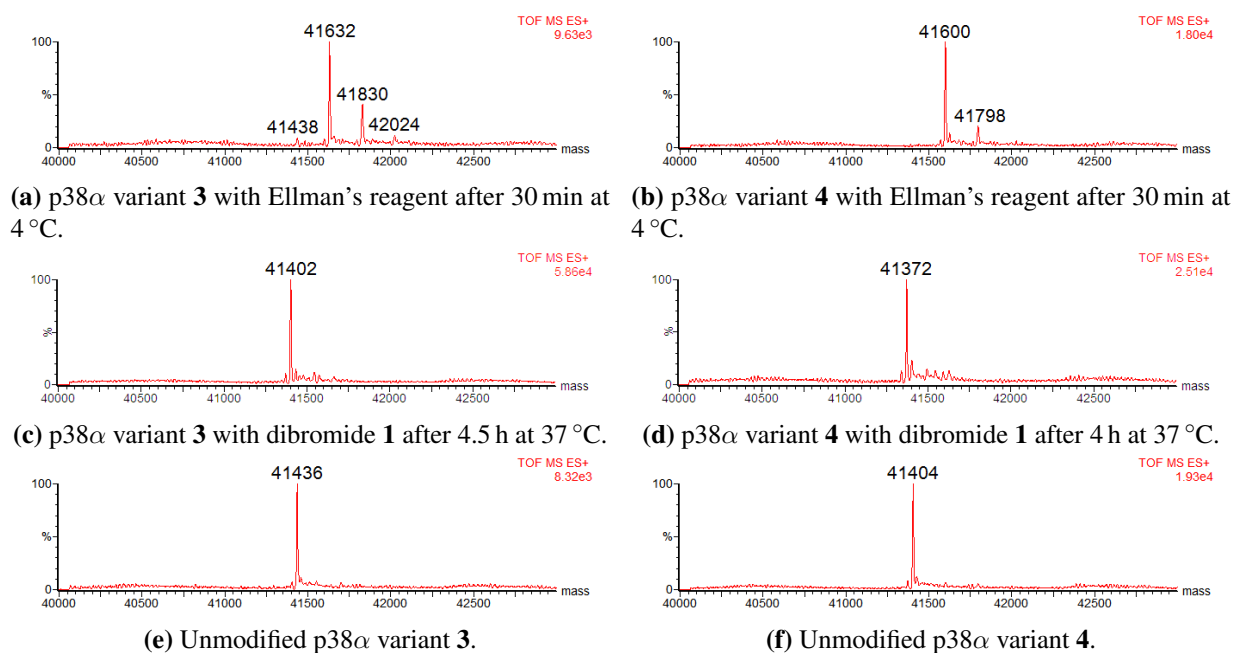 TOF MS ES+
9.63e3
41632
100
%
41830
41438
42024
0
40000 40500 41000 41500 42000 42500 mass
(a) p38α variant 3 with Ellman's reagent after 30 min at
4 °C.
TOF MS ES+
1.80e4
41600
100
%
41798
0
40000 40500 41000 41500 42000 42500 mass
(b) p38α variant 4 with Ellman's reagent after 30 min at
4 °C.
TOF MS ES+
5.86e4
41402
100
%
0
40000 40500 41000 41500 42000 42500 mass
(c) p38α variant 3 with dibromide 1 after 4.5 h at 37 °C.
TOF MS ES+
2.51e4
41372
100
%
0
40000 40500 41000 41500 42000 42500 mass
(d) p38α variant 4 with dibromide 1 after 4 h at 37 °C.
TOF MS ES+
8.32e3
41436
100
%
0
40000 40500 41000 41500 42000 42500 mass
(e) Unmodified p38α variant 3.
TOF MS ES+
1.93e4
41404
100
%
0
40000 40500 41000 41500 42000 42500 mass
(f) Unmodified p38α variant 4.